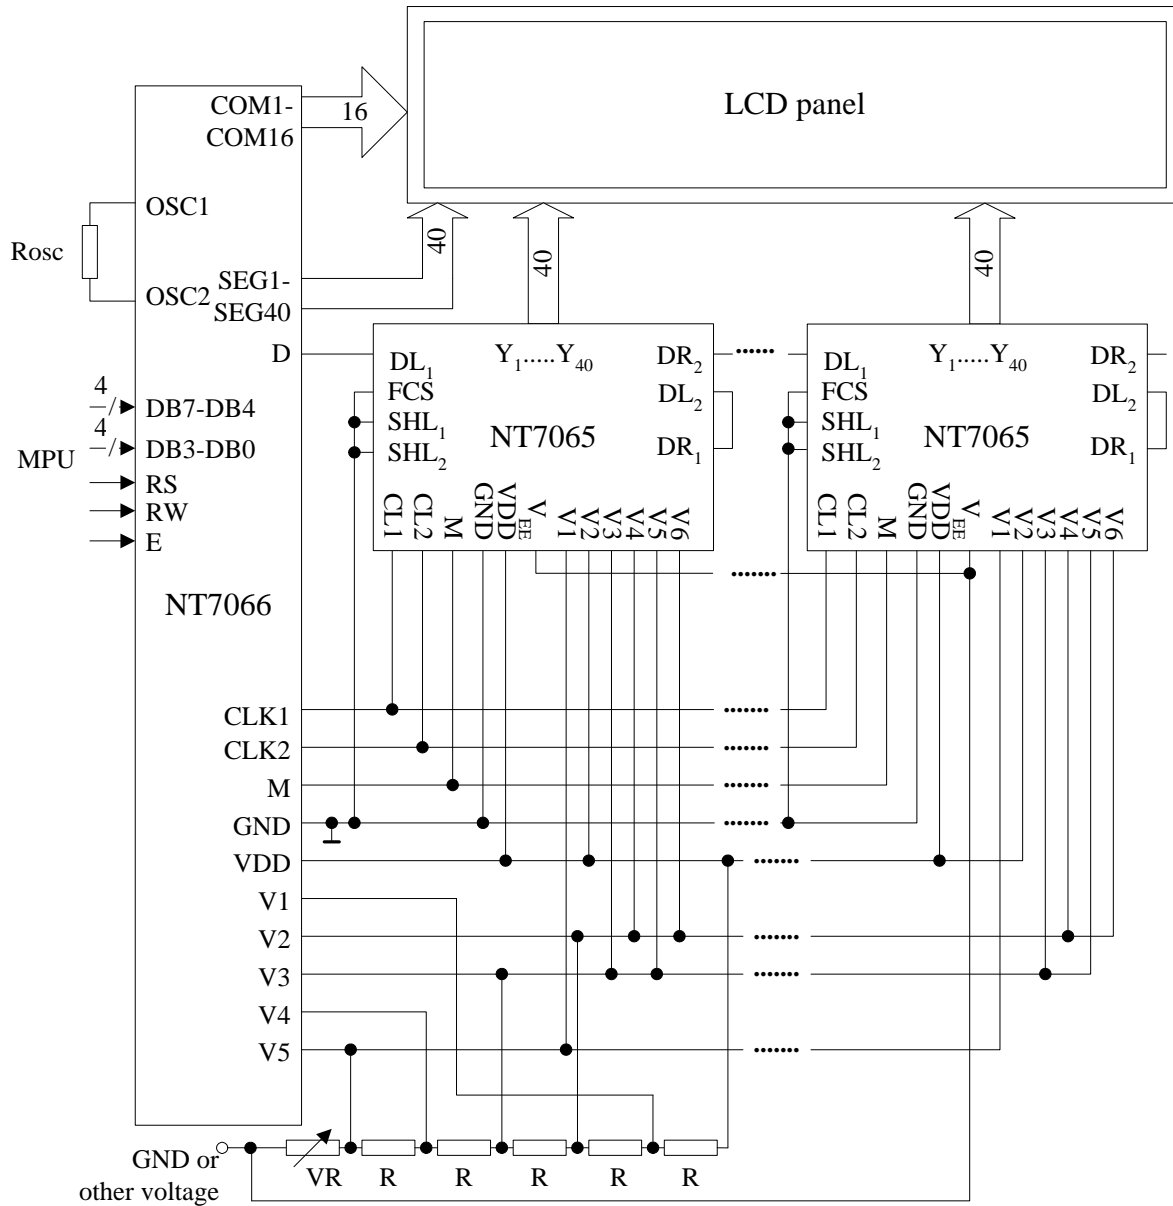 LCD panel
COM1-
COM16
16
OSC1
Rosc
OSC2
SEG1-
SEG40
40
40
40
D
DL1
Y1.....Y40
DR2
FCS
DL2
SHL1
SHL2
DR1
NT7065
CL1
CL2
M
GND
VDD
VEE
V1
V2
V3
V4
V5
V6
DL1
Y1.....Y40
DR2
FCS
DL2
SHL1
SHL2
DR1
NT7065
CL1
CL2
M
GND
VDD
VEE
V1
V2
V3
V4
V5
V6
4
DB7-DB4
4
DB3-DB0
MPU
RS
RW
E
NT7066
CLK1
CLK2
M
GND
VDD
V1
V2
V3
V4
V5
GND or
other voltage
VR
R
R
R
R
R